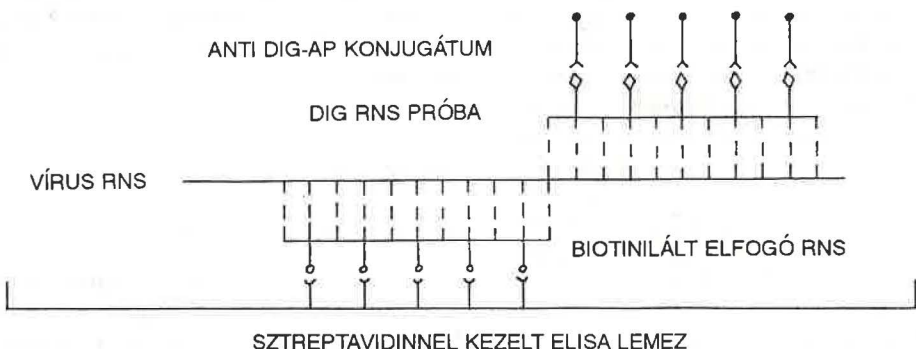 ANTI DIG-AP KONJUGÁTUM
DIG RNS PRÓBA
VÍRUS RNS
BIOTINILÁLT ELFOGÓ RNS
SZTREPTAVIDINNEL KEZELT ELISA LEMEZ